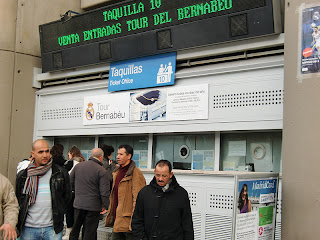 TAQUILLA 10
VENTA ENTRADAS TOUR DEL BERNABEU
Taquillas
Ticket Office
Tour
Bernabéu